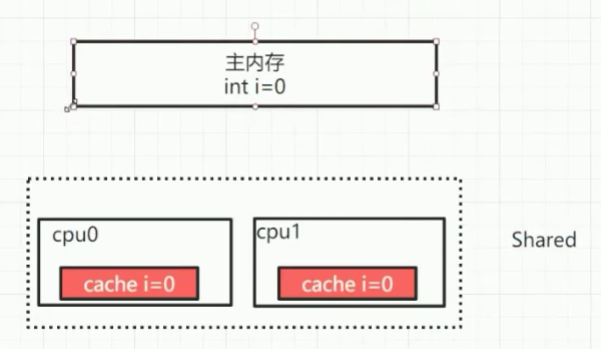 主内存
int i=0
cpu0
cpu1
Shared
cache i=0
cache i=0